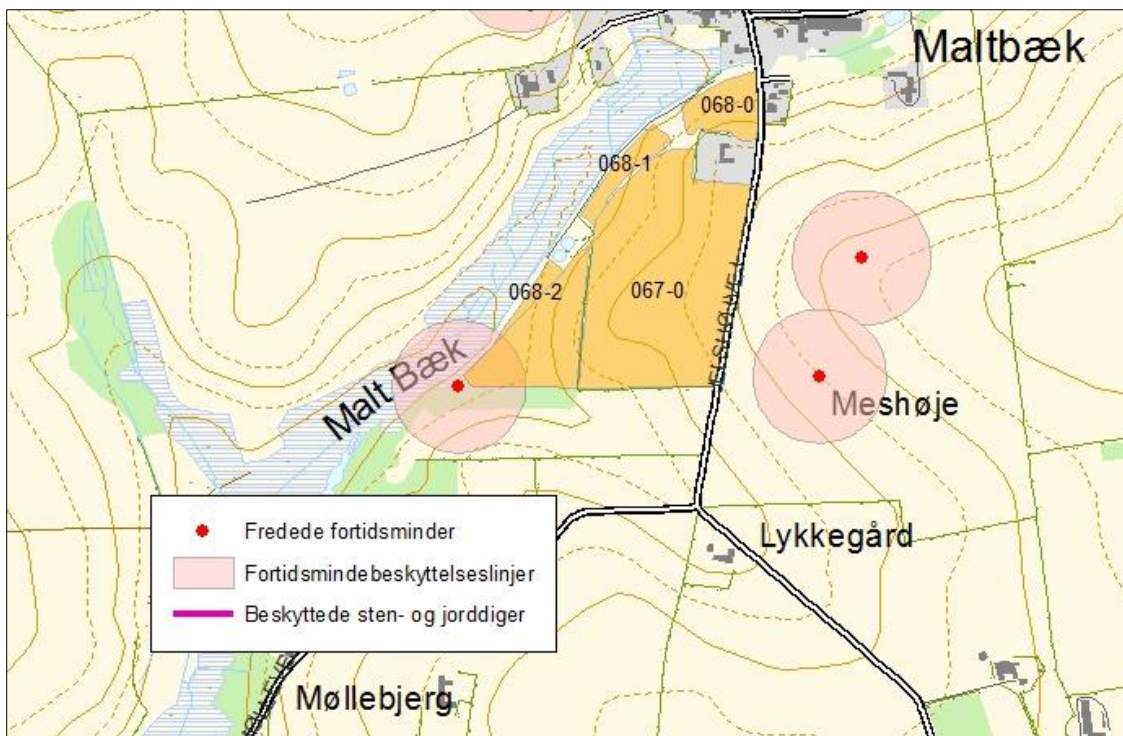 Maltbæk
068-0
068-1
068-2
067-0
Malt Bæk
Meshøje
Lykkegård
Fredede fortidsminder
Fortidsmindebeskyttelseslinjer
Beskyttede sten- og jorddiger
Møllebjerg